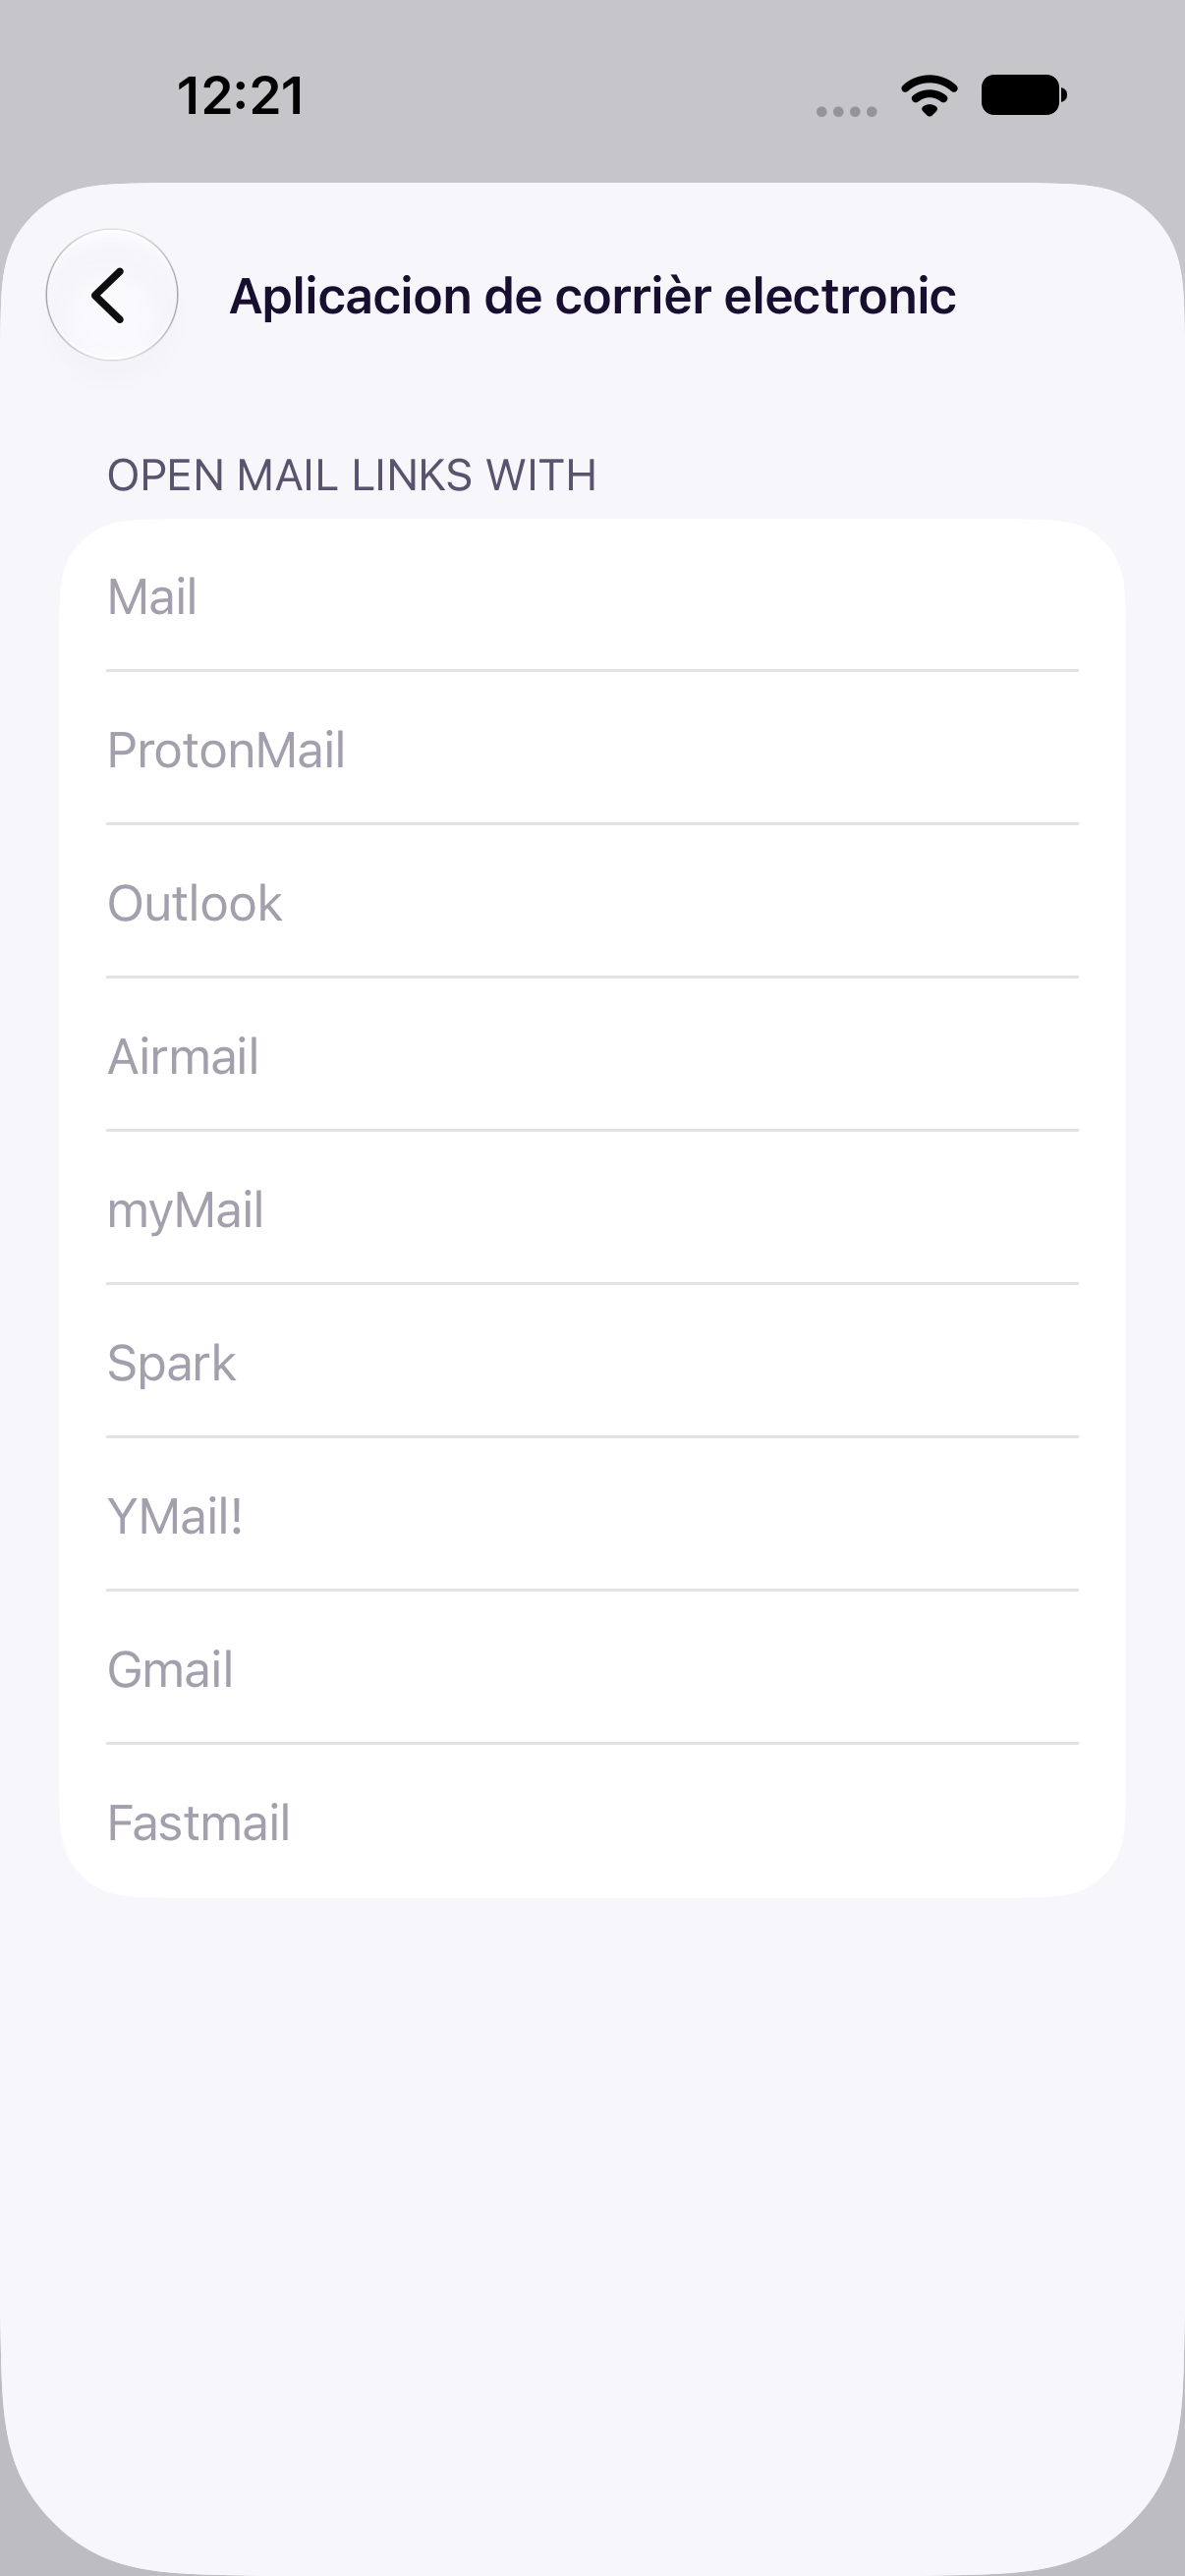 12:21
Aplicacion de corrièr electronic
OPEN MAIL LINKS WITH
Mail
ProtonMail
Outlook
Airmail
myMail
Spark
YMail!
Gmail
Fastmail